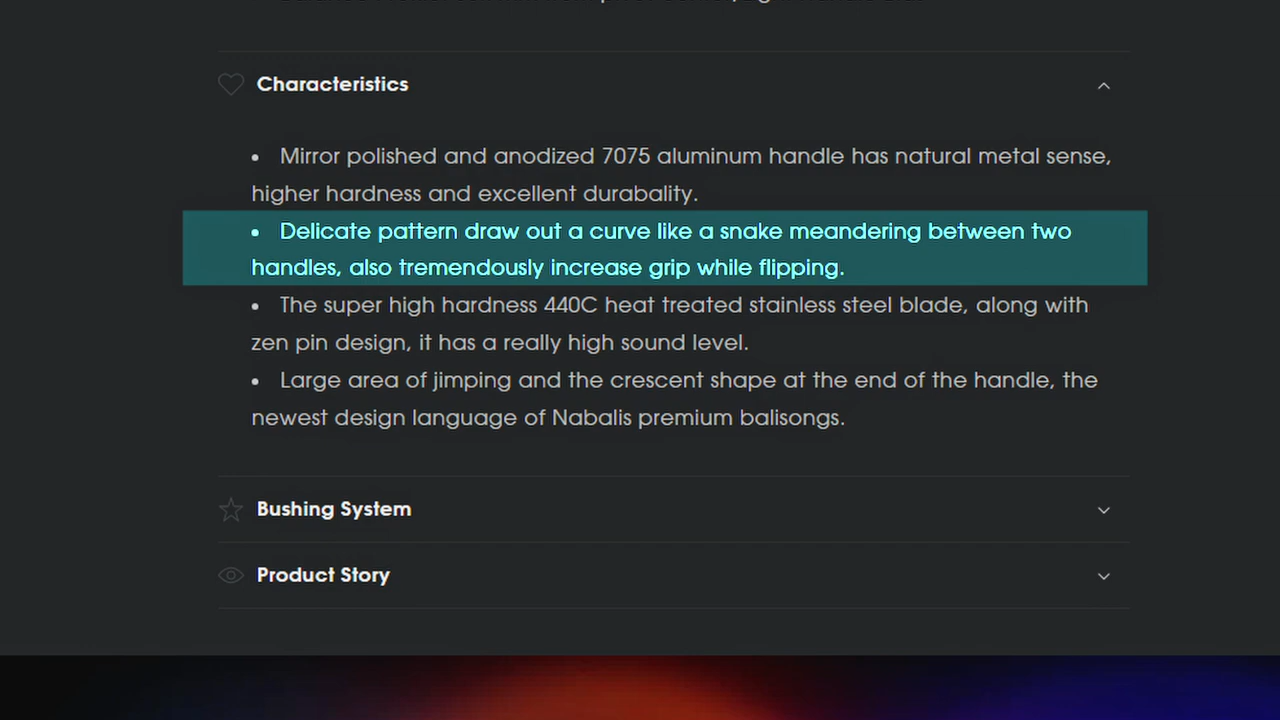 Characteristics
• Mirror polished and anodized 7075 aluminum handle has natural metal sense,
higher hardness and excellent durabality.
• Delicate pattern draw out a curve like a snake meandering between two
handles, also tremendously increase grip while flipping.
• The super high hardness 440C heat treated stainless steel blade, along with
zen pin design, it has a really high sound level.
• Large area of jimping and the crescent shape at the end of the handle, the
newest design language of Nabalis premium balisongs.
Bushing System
Product Story